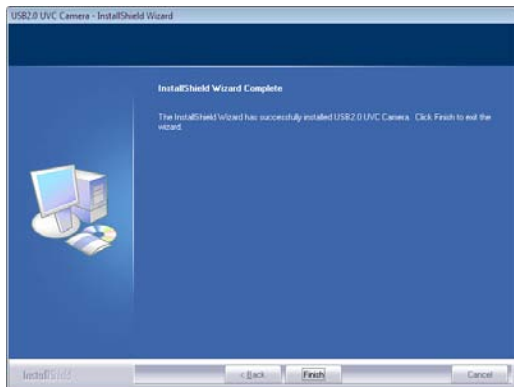 USB2.0 UVC Camera - InstallShield Wizard
InstallShield Wizard Complete
The InstallShield Wizard has successfully installed USB2.0 UVC Camera. Click Finish to exit the
wizard.
InstallShield
< Back
Finish
Cancel